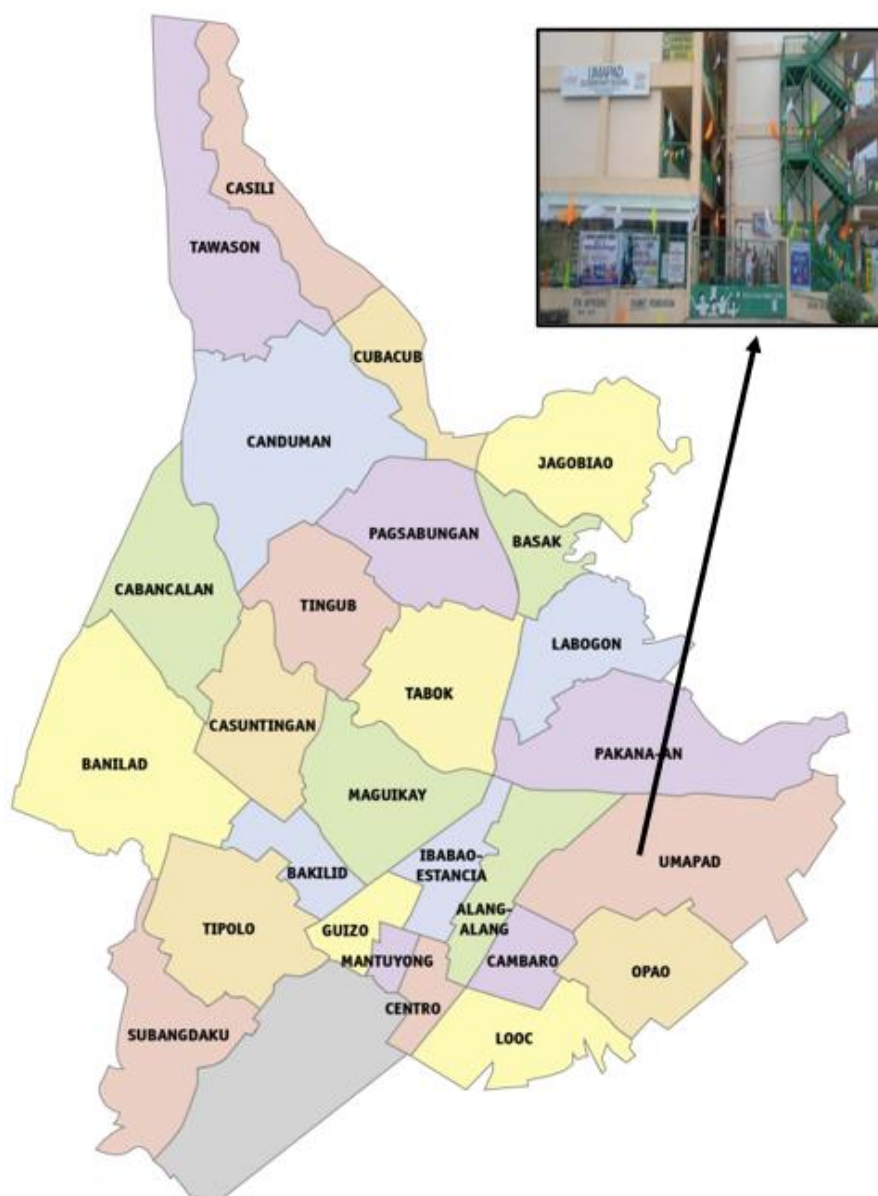 UMAPAD
CASILI
TAWASON
CUBACUB
CANDUMAN
JAGOBIAO
PAGSABUNGAN
BASAK
CABANCALAN
TINGUB
LABOGON
TABOK
CASUNTINGAN
PAKANA-AN
BANILAD
MAGUIKAY
IBABAO-
ESTANCIA
UMAPAD
BAKILID
ALANG-
ALANG
TIPOLO
GUIZO
MANTUYONG
CAMBARO
OPAO
CENTRO
SUBANGDAKU
LOOC